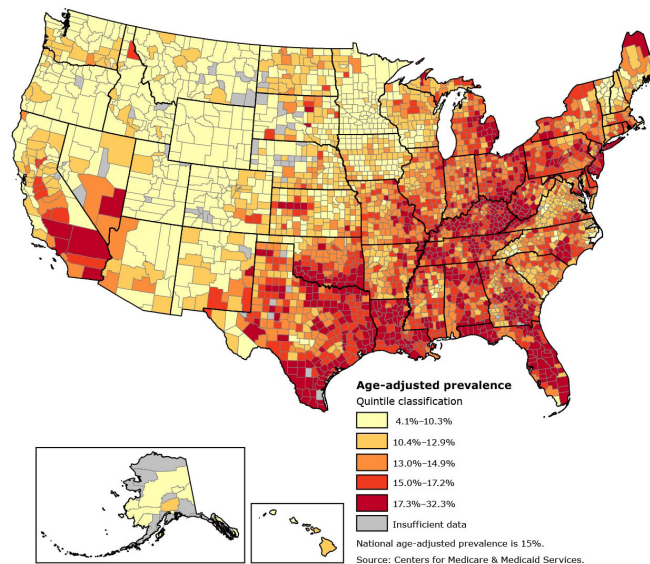 Age-adjusted prevalence
Quintile classification
4.1%–10.3%
10.4%–12.9%
13.0%–14.9%
15.0%–17.2%
17.3%–32.3%
Insufficient data
National age-adjusted prevalence is 15%.
Source: Centers for Medicare & Medicaid Services.